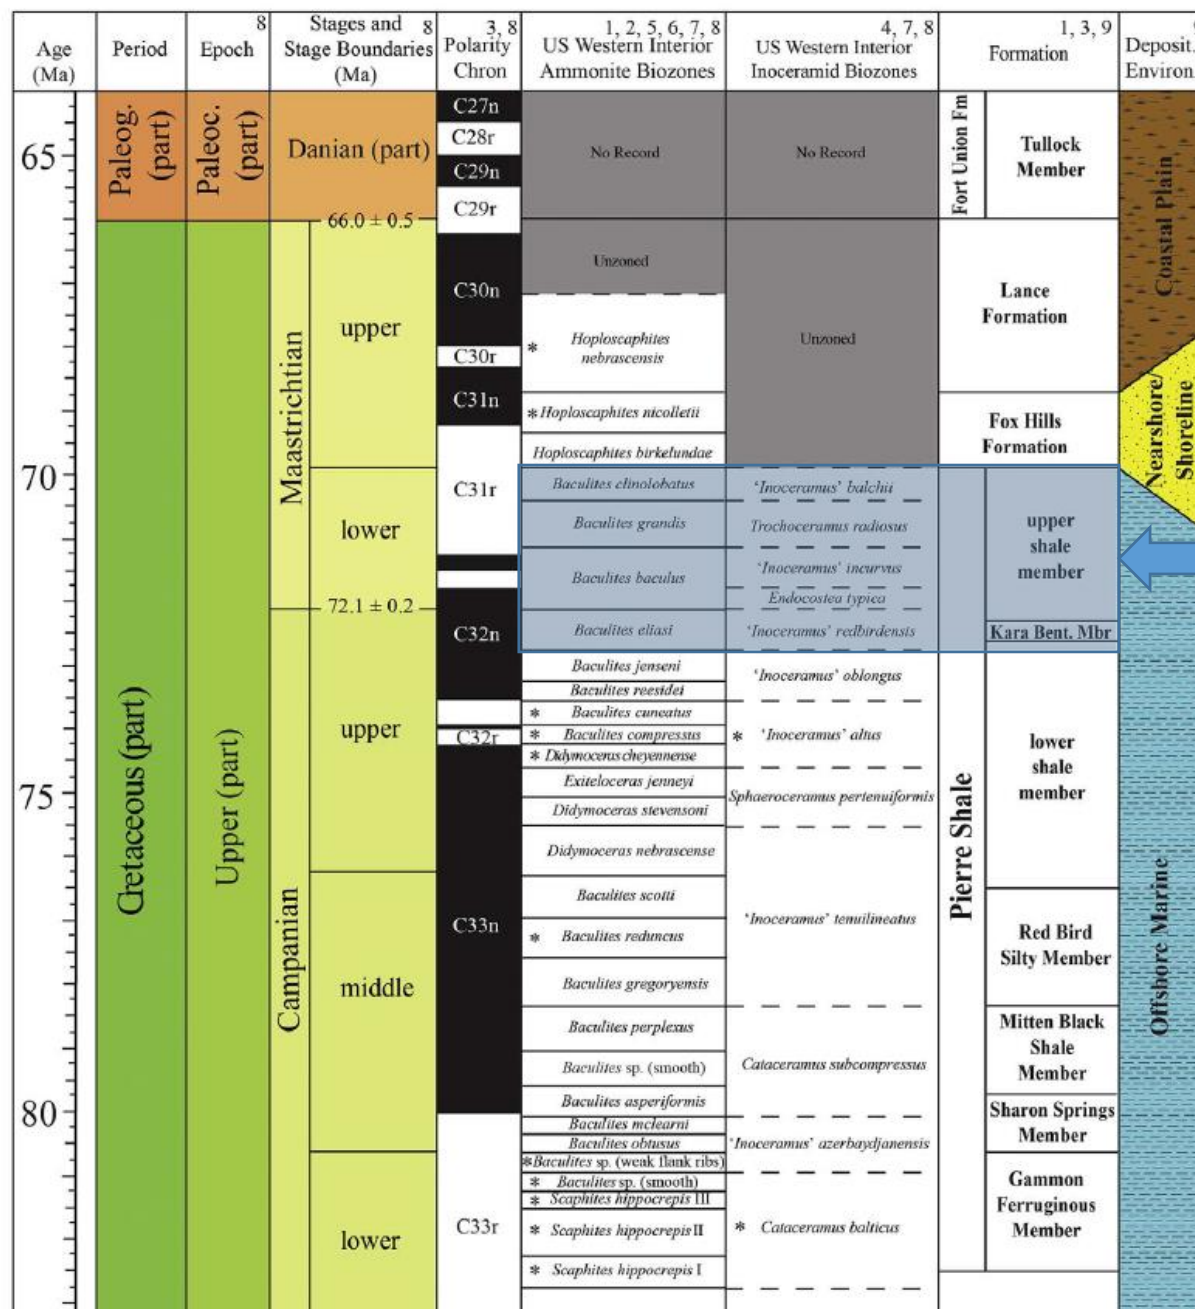 8
Stages and 8
3, 8
1, 2, 5, 6, 7, 8
4, 7, 8
1, 3, 9
Age
(Ma)
Period
Epoch
Stage Boundaries
(Ma)
Polarity
Chron
US Western Interior
Ammonite Biozones
US Western Interior
Inoceramid Biozones
Formation
Deposit.
Environ
65
70
75
80
Paleog.
(part)
Cretaceous (part)
Paleoc.
(part)
Upper (part)
Danian (part)
66.0 ± 0.5
Maastrichtian
upper
lower
72.1 ± 0.2
Campanian
upper
middle
lower
C27n
C28r
C29n
C29r
C30n
C30r
C31n
C31r
C32n
C32r
C33n
C33r
No Record
Unzoned
* Hoploscaphites
nebrascensis
* Hoploscaphites nicolletii
Hoploscaphites birkelundae
Baculites clinolobatus
Baculites grandis
Baculites baculus
Baculites eliasi
Baculites jenseni
Baculites reesidei
* Baculites cuneatus
* Baculites compressus
* Didymoceras cheyennense
Exiteloceras jenneyi
Didymoceras stevensoni
Didymoceras nebrascense
Baculites scotti
* Baculites reduncus
Baculites gregoryensis
Baculites perplexus
Baculites sp. (smooth)
Baculites asperiformis
Baculites mclearni
Baculites obtusus
* Baculites sp. (weak flank ribs)
* Baculites sp. (smooth)
* Scaphites hippocrepis III
* Scaphites hippocrepis II
* Scaphites hippocrepis I
No Record
Unzoned
'Inoceramus' balchii
Trochoceramus radiosus
'Inoceramus' incurvus
Endocostea typica
'Inoceramus' redbirdensis
'Inoceramus' oblongus
* 'Inoceramus' altus
Sphaeroceramus pertenuiformis
'Inoceramus' tenuilineatus
Cataceramus subcompressus
'Inoceramus' azerbaydjanensis
* Cataceramus balticus
Fort Union Fm
Tullock
Member
Lance
Formation
Fox Hills
Formation
Pierre Shale
upper
shale
member
Kara Bent. Mbr
lower
shale
member
Red Bird
Silty Member
Mitten Black
Shale
Member
Sharon Springs
Member
Gammon
Ferruginous
Member
Coastal Plain
Nearshore/
Shoreline
Offshore Marine